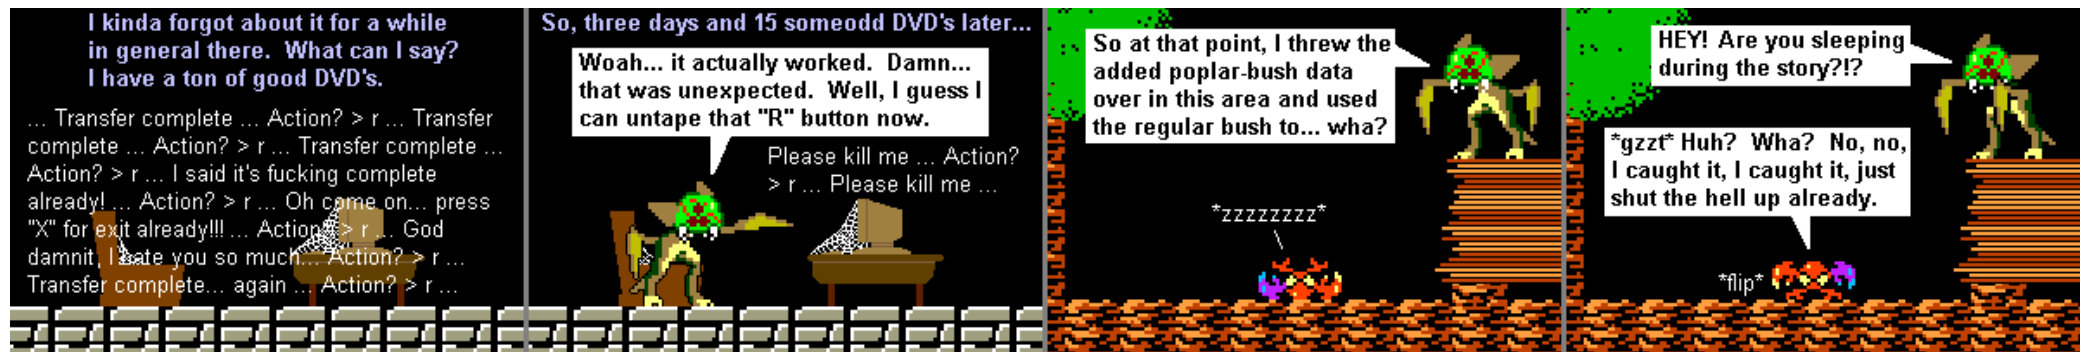 I kinda forgot about it for a while
in general there. What can I say?
I have a ton of good DVD's.
... Transfer complete ... Action? > r ... Transfer
complete ... Action? > r ... Transfer complete ...
Action? > r ... I said it's fucking complete
already! ... Action? > r ... Oh come on... press
"X" for exit already!!! ... Action? > r ... God
damnit, I hate you so much... Action? > r ...
Transfer complete... again ... Action? > r ...
So, three days and 15 someodd DVD's later...
Woah... it actually worked. Damn...
that was unexpected. Well, I guess I
can untape that "R" button now.
Please kill me ... Action?
> r ... Please kill me ...
So at that point, I threw the
added poplar-bush data
over in this area and used
the regular bush to... wha?
*zzzzzzzz*
HEY! Are you sleeping
during the story?!?
*gzzt* Huh? Wha? No, no,
I caught it, I caught it, just
shut the hell up already.
*flip*